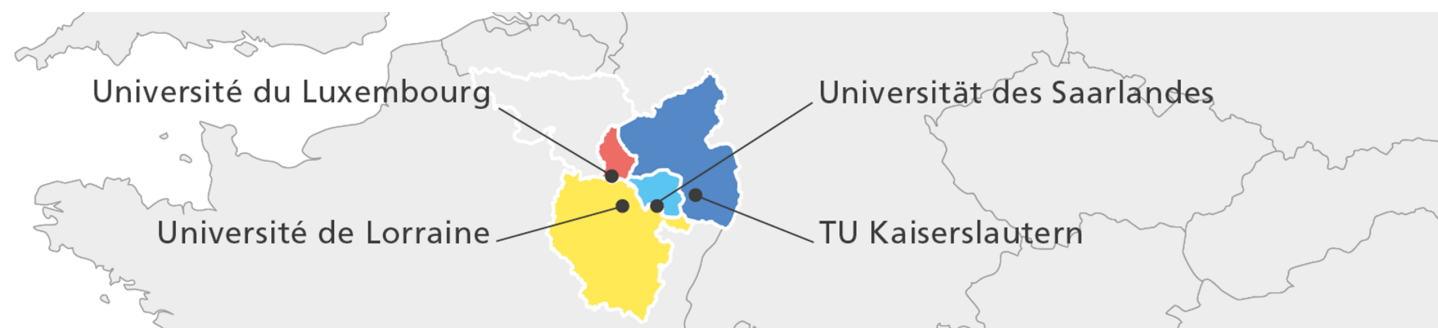 Université du Luxembourg
Universität des Saarlandes
Université de Lorraine
TU Kaiserslautern